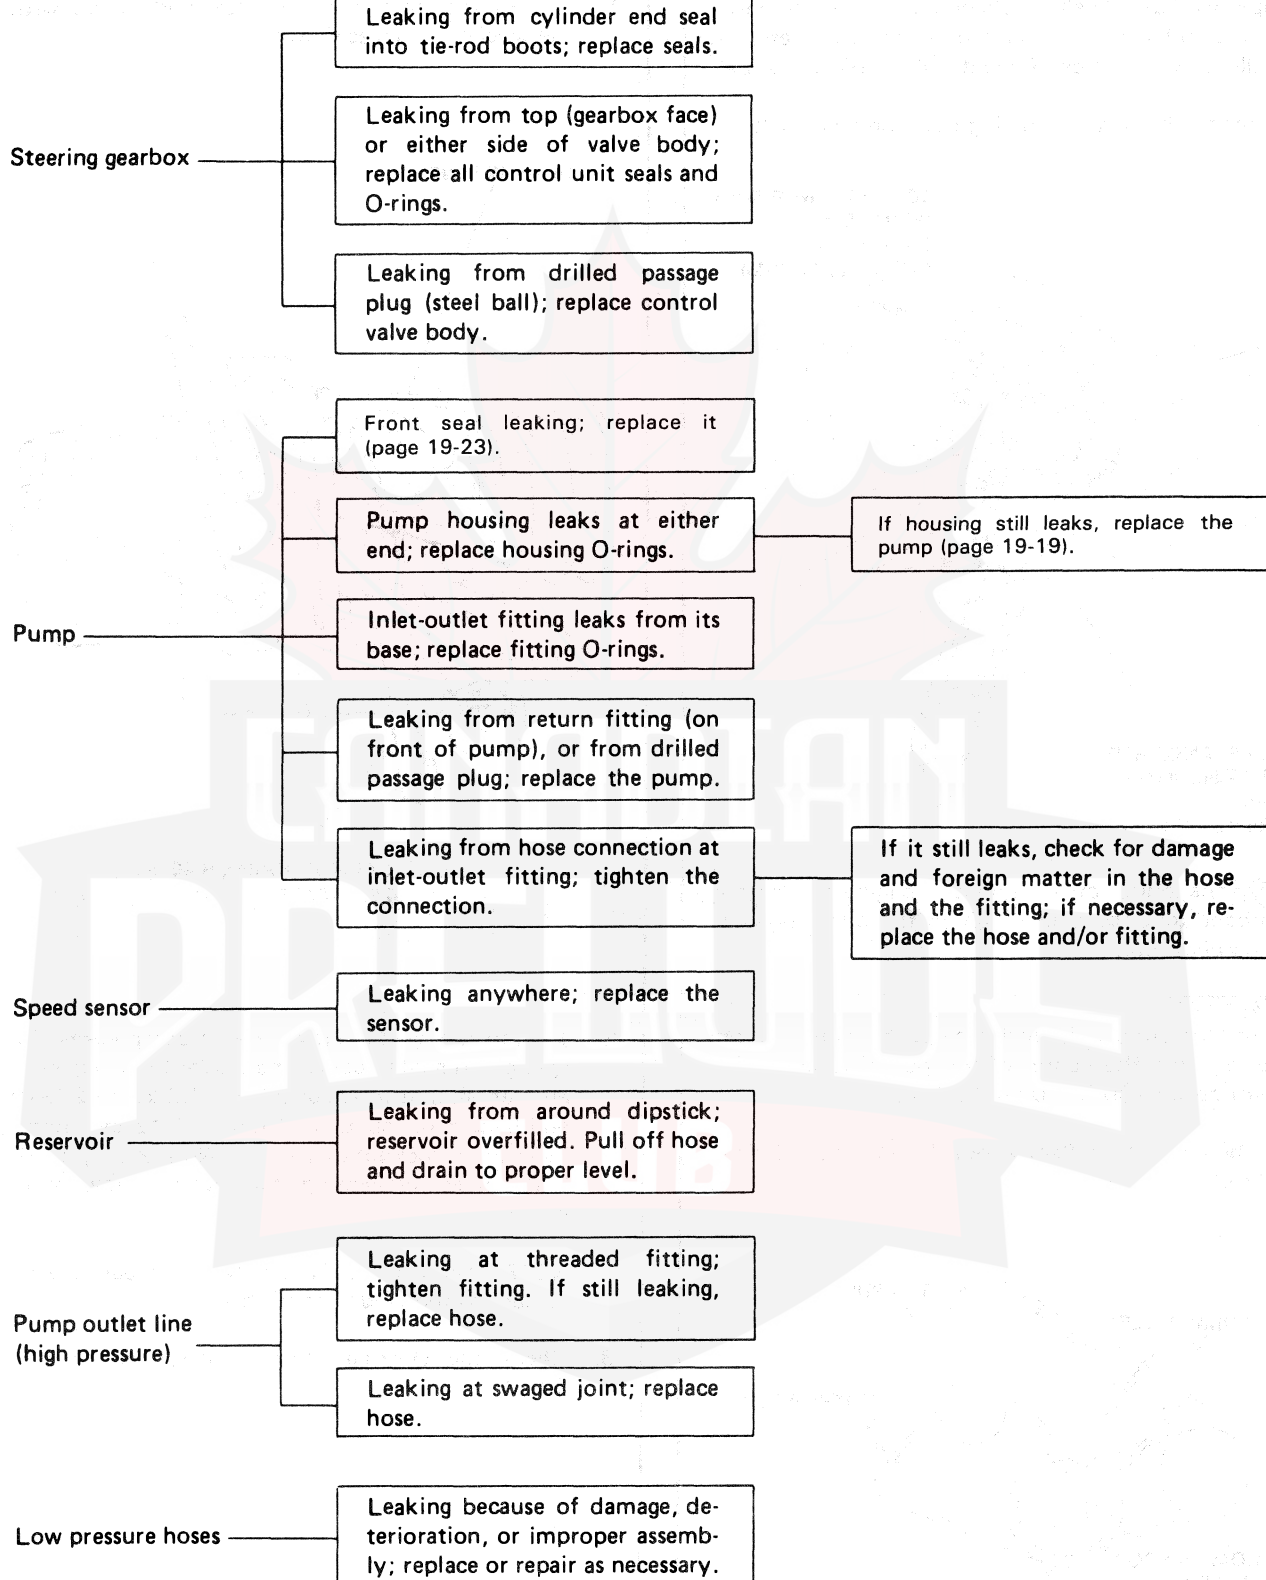 Leaking from cylinder end seal
into tie-rod boots; replace seals.
Steering gearbox
Leaking from top (gearbox face)
or either side of valve body;
replace all control unit seals and
O-rings.
Leaking from drilled passage
plug (steel ball); replace control
valve body.
Front seal leaking; replace it
(page 19-23).
Pump housing leaks at either
end; replace housing O-rings.
If housing still leaks, replace the
pump (page 19-19).
Pump
Inlet-outlet fitting leaks from its
base; replace fitting O-rings.
Leaking from return fitting (on
front of pump), or from drilled
passage plug; replace the pump.
Leaking from hose connection at
inlet-outlet fitting; tighten the
connection.
If it still leaks, check for damage
and foreign matter in the hose
and the fitting; if necessary, re-
place the hose and/or fitting.
Speed sensor
Leaking anywhere; replace the
sensor.
Reservoir
Leaking from around dipstick;
reservoir overfilled. Pull off hose
and drain to proper level.
Pump outlet line
(high pressure)
Leaking at threaded fitting;
tighten fitting. If still leaking,
replace hose.
Leaking at swaged joint; replace
hose.
Low pressure hoses
Leaking because of damage, de-
terioration, or improper assemb-
ly; replace or repair as necessary.
CANADIAN
PRELUDE
CLUB